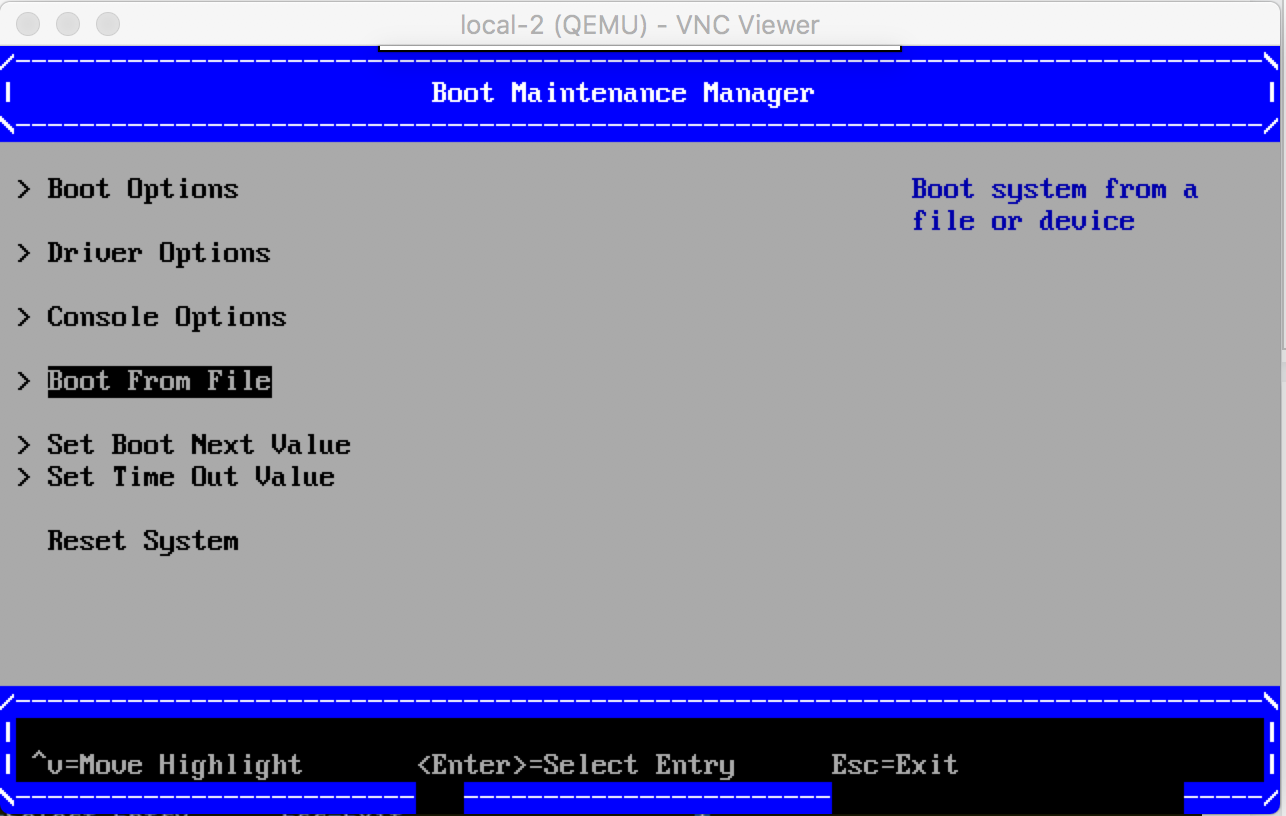 local-2 (QEMU) - VNC Viewer
Boot Maintenance Manager
> Boot Options
Boot system from a
file or device
> Driver Options
> Console Options
> Boot From File
> Set Boot Next Value
> Set Time Out Value
Reset System
^v=Move Highlight <Enter>=Select Entry Esc=Exit